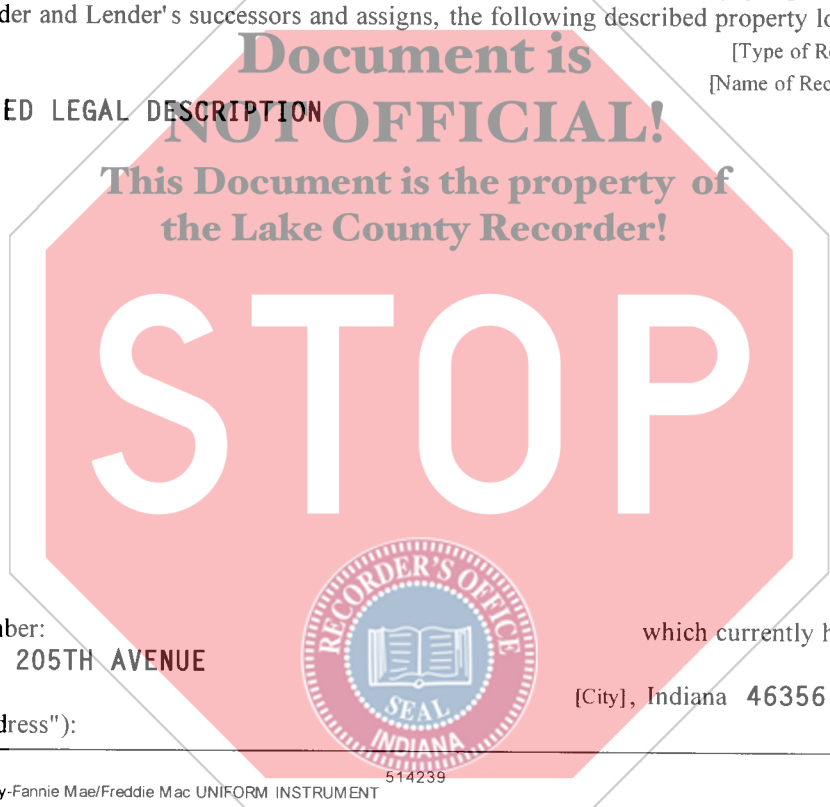 der and Lender's successors and assigns, the following described property lo
Document is
[Type of Re
[Name of Rec
ED LEGAL DESCRIPTION
NOT OFFICIAL!
This Document is the property of
the Lake County Recorder!
STOP
RECORDER'S OFFICE
SEAL
INDIANA
ber:
which currently h
205TH AVENUE
[City], Indiana 46356
dress"):
514239
y-Fannie Mae/Freddie Mac UNIFORM INSTRUMENT